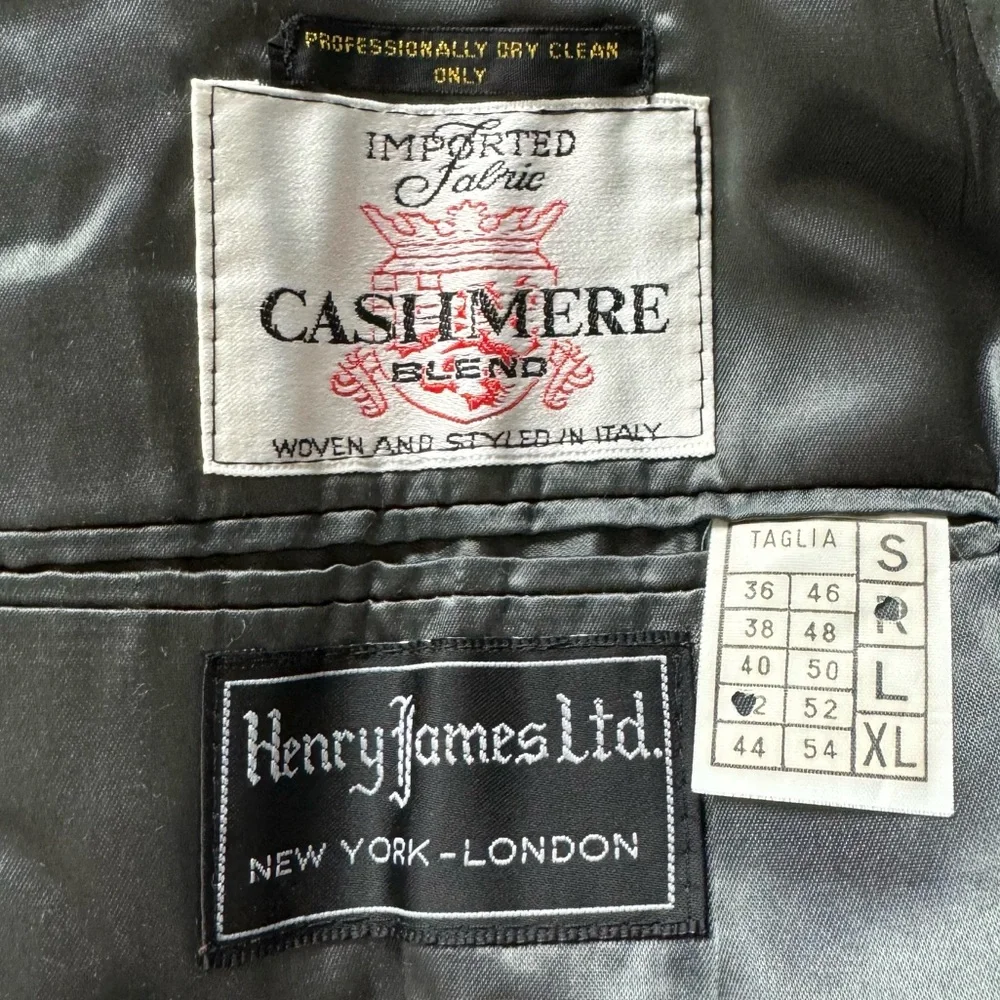 PROFESSIONALLY DRY CLEAN
ONLY
IMPORTED
Fabric
CASHMERE
BLEND
WOVEN AND STYLED IN ITALY
TAGLIA
S
36 46
R
38 48
40 50
L
2 52
44 54
XL
Henry James Ltd.
NEW YORK-LONDON